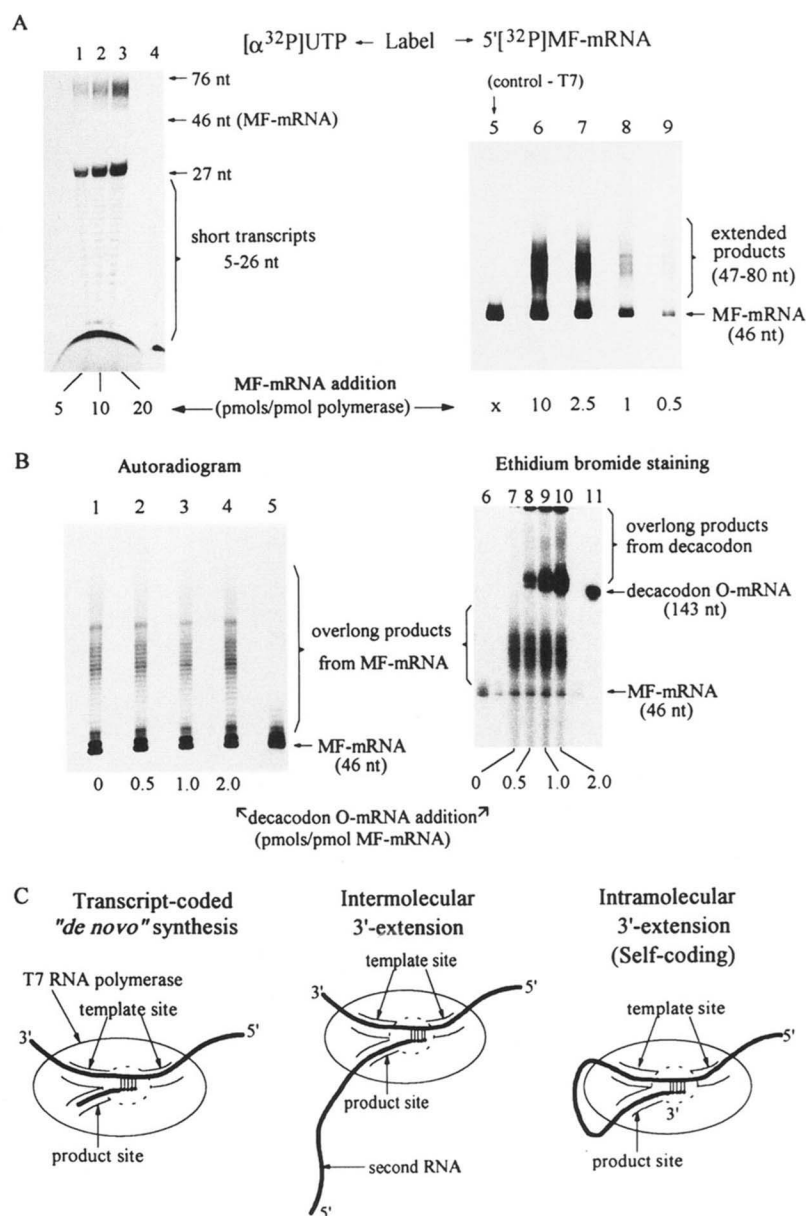 A
[α³²P]UTP ← Label → 5'[³²P]MF-mRNA
1 2 3 4
← 76 nt
← 46 nt (MF-mRNA)
← 27 nt
short transcripts
5-26 nt
(control - T7)
5 6 7 8 9
extended
products
(47-80 nt)
← MF-mRNA
(46 nt)
MF-mRNA addition
5 10 20 ← (pmols/pmol polymerase) → x 10 2.5 1 0.5
B
Autoradiogram
1 2 3 4 5
overlong products
from MF-mRNA
← MF-mRNA
(46 nt)
0 0.5 1.0 2.0
Ethidium bromide staining
6 7 8 9 10 11
overlong products
from decacodon
← decacodon O-mRNA
(143 nt)
← MF-mRNA
(46 nt)
0 0.5 1.0 2.0
decacodon O-mRNA addition
(pmols/pmol MF-mRNA)
C
Transcript-coded
"de novo" synthesis
T7 RNA polymerase
template site
3'
5'
product site
Intermolecular
3'-extension
template site
3'
5'
product site
second RNA
5'
Intramolecular
3'-extension
(Self-coding)
template site
5'
3'
product site